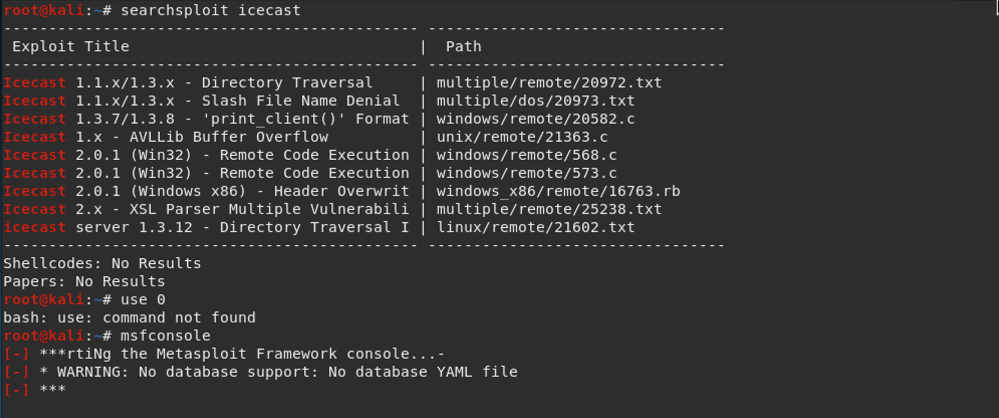 root@kali:~# searchsploit icecast
---------------------------------------------- ---------------------------------
 Exploit Title                                |  Path
---------------------------------------------- ---------------------------------
Icecast 1.1.x/1.3.x - Directory Traversal     | multiple/remote/20972.txt
Icecast 1.1.x/1.3.x - Slash File Name Denial  | multiple/dos/20973.txt
Icecast 1.3.7/1.3.8 - 'print_client()' Format | windows/remote/20582.c
Icecast 1.x - AVLLib Buffer Overflow          | unix/remote/21363.c
Icecast 2.0.1 (Win32) - Remote Code Execution | windows/remote/568.c
Icecast 2.0.1 (Win32) - Remote Code Execution | windows/remote/573.c
Icecast 2.0.1 (Windows x86) - Header Overwrit | windows_x86/remote/16763.rb
Icecast 2.x - XSL Parser Multiple Vulnerabili | multiple/remote/25238.txt
icecast server 1.3.12 - Directory Traversal I | linux/remote/21602.txt
---------------------------------------------- ---------------------------------
Shellcodes: No Results
Papers: No Results
root@kali:~# use 0
bash: use: command not found
root@kali:~# msfconsole
[-] ***rtiNg the Metasploit Framework console...-
[-] * WARNING: No database support: No database YAML file
[-] ***